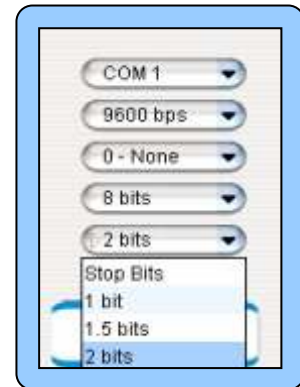 COM 1
9600 bps
0 - None
8 bits
2 bits
Stop Bits
1 bit
1.5 bits
2 bits